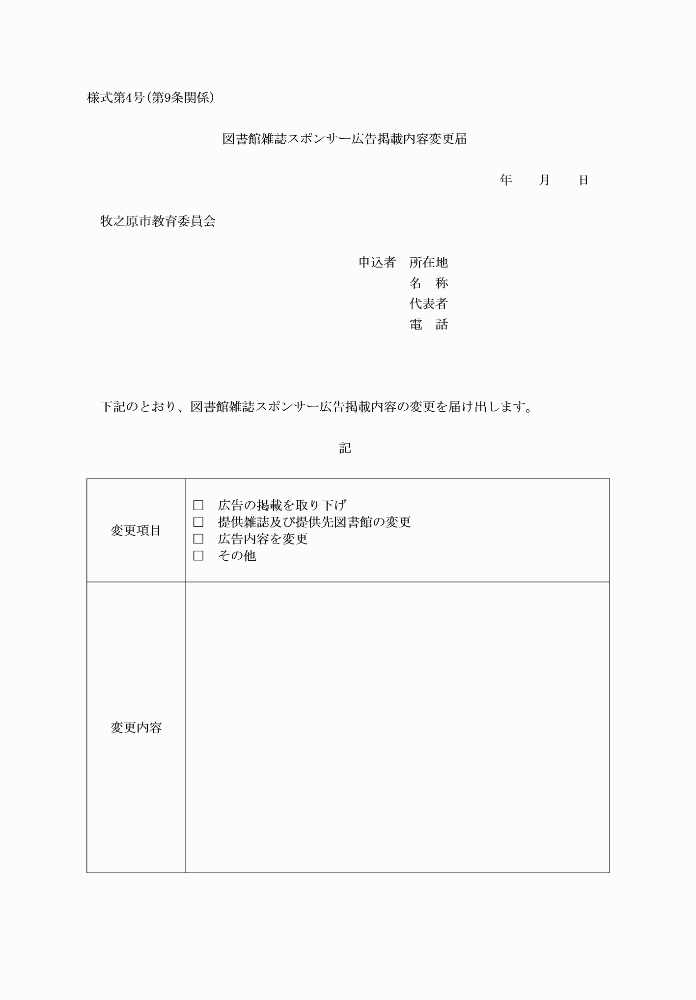 様式第4号(第9条関係)
図書館雑誌スポンサー広告掲載内容変更届
年　　月　　日
牧之原市教育委員会
申込者　所在地
名　称
代表者
電　話
下記のとおり、図書館雑誌スポンサー広告掲載内容の変更を届け出します。
記
変更項目
□　広告の掲載を取り下げ
□　提供雑誌及び提供先図書館の変更
□　広告内容を変更
□　その他
変更内容